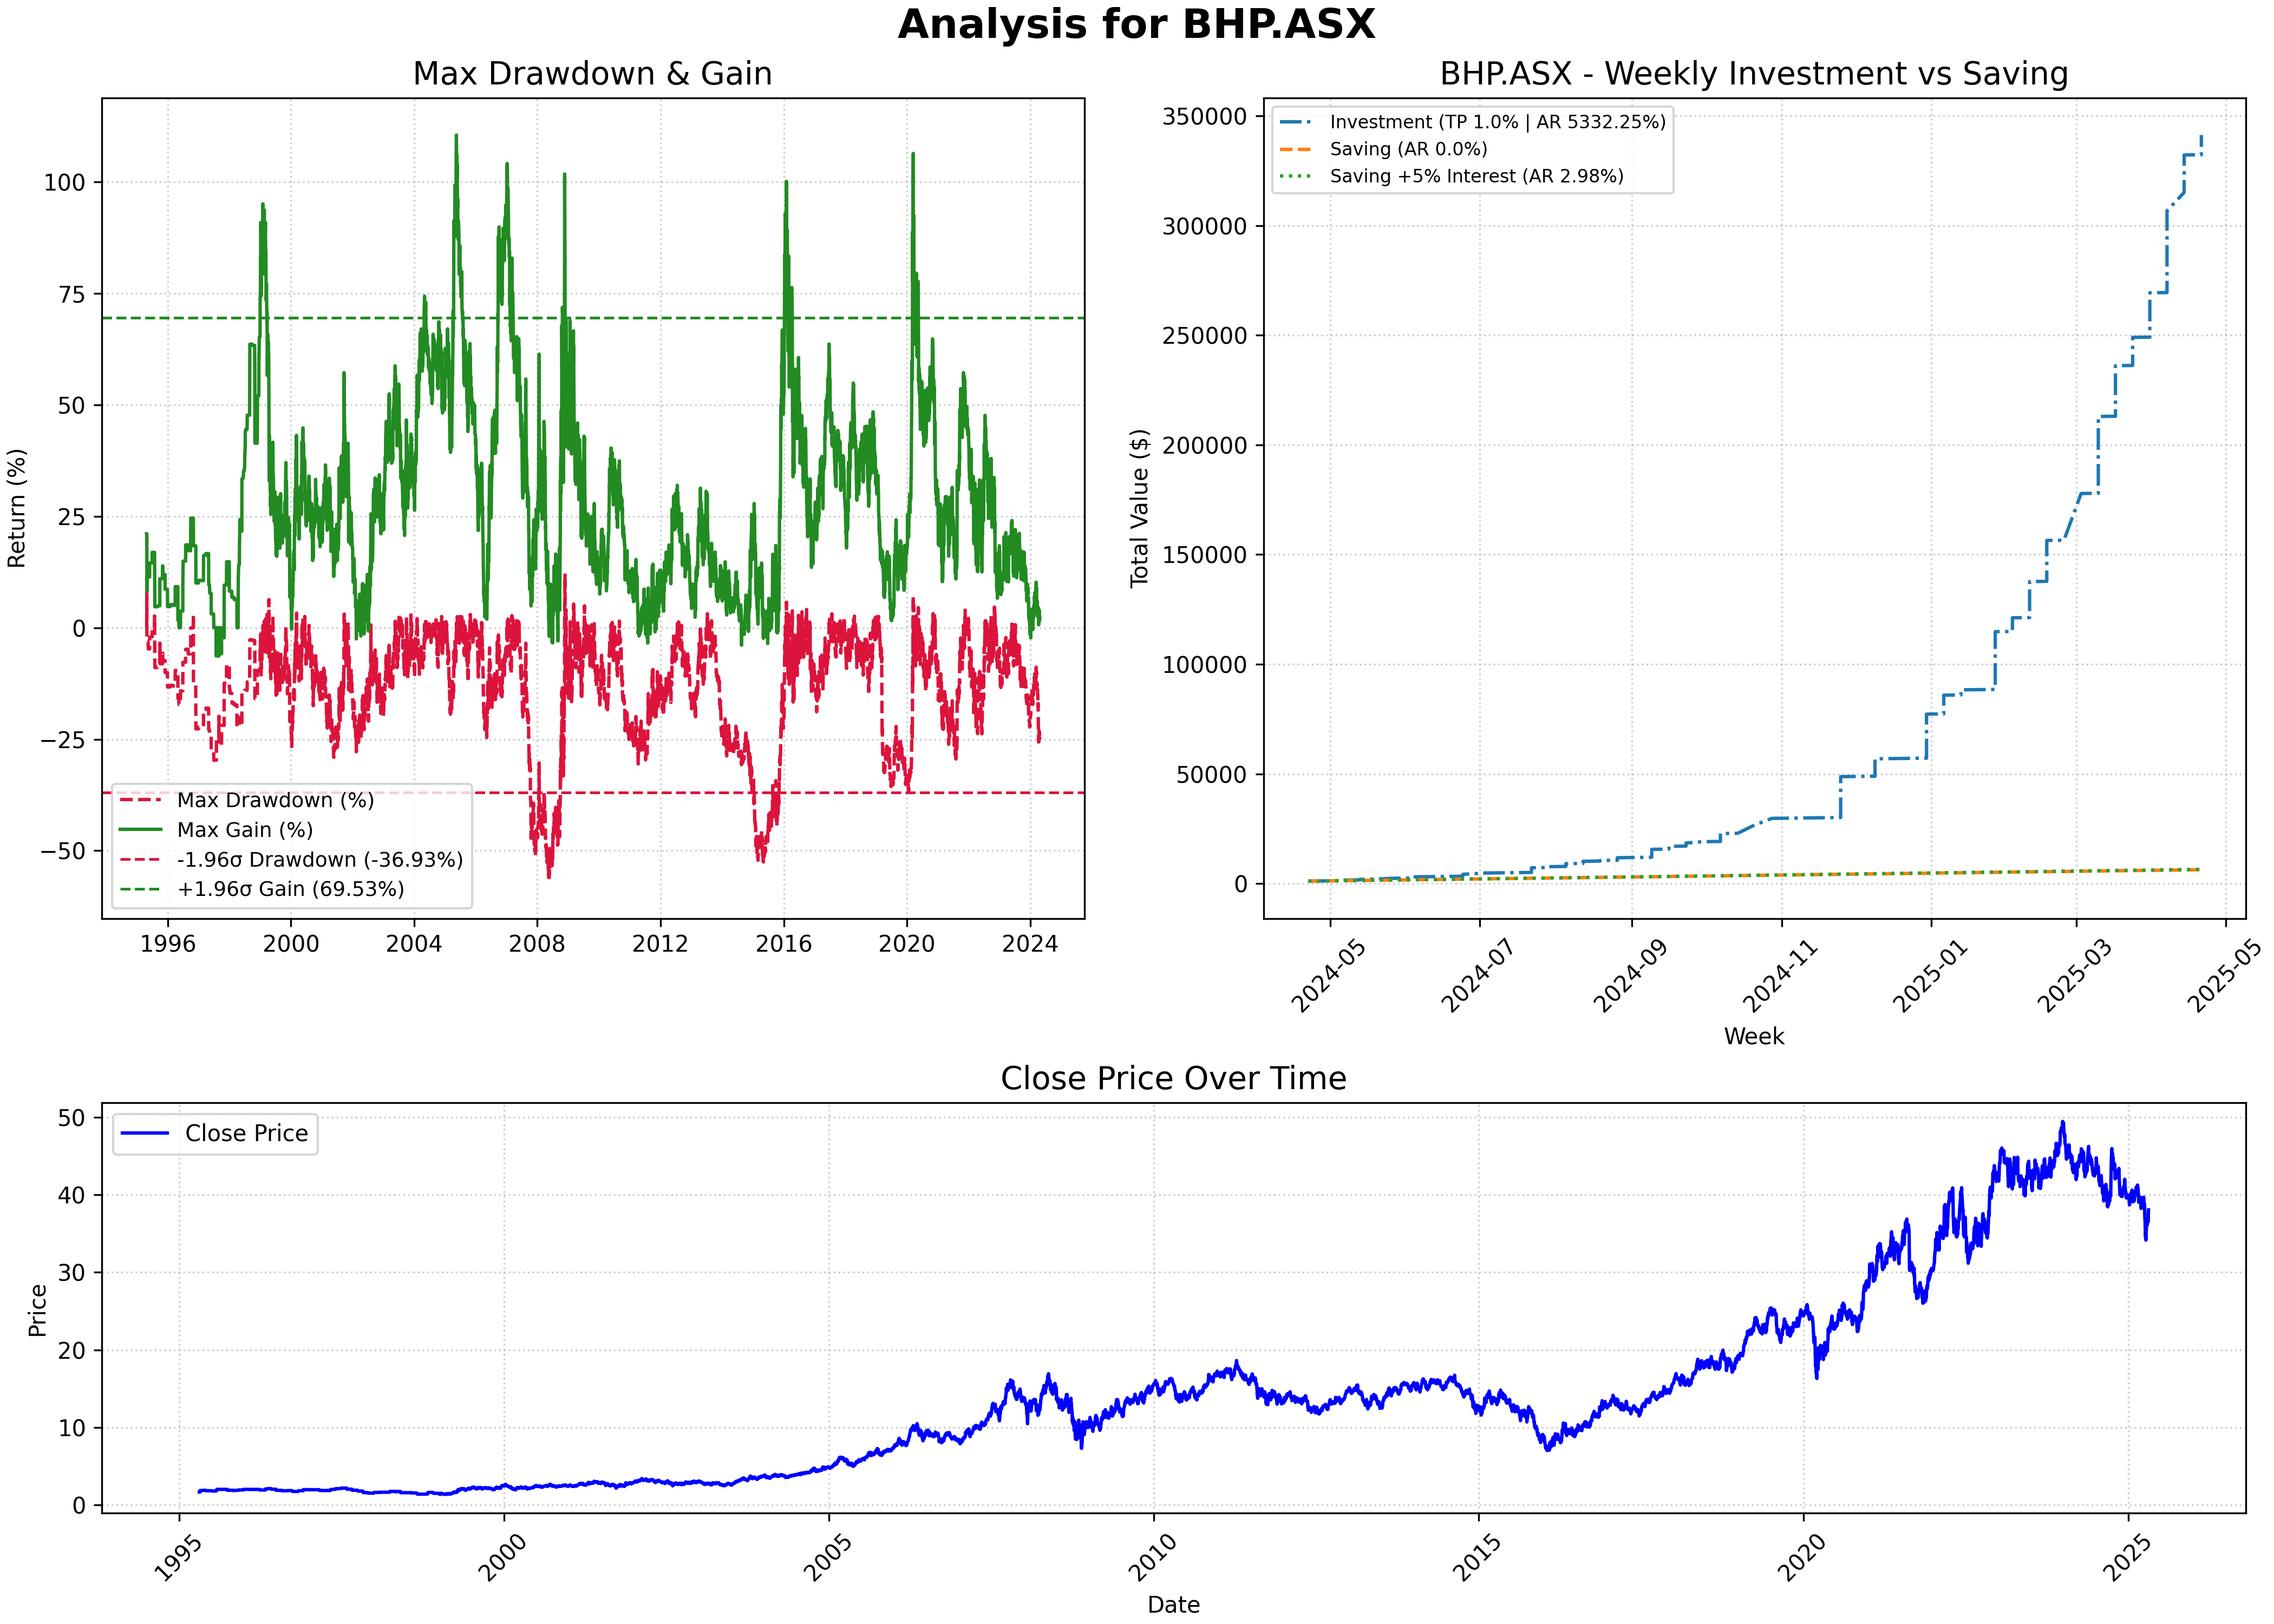 Analysis for BHP.ASX
Max Drawdown & Gain
Return (%)
100
75
50
25
0
−25
−50
Max Drawdown (%)
Max Gain (%)
-1.96σ Drawdown (-36.93%)
+1.96σ Gain (69.53%)
1996
2000
2004
2008
2012
2016
2020
2024
BHP.ASX - Weekly Investment vs Saving
Total Value ($)
350000
300000
250000
200000
150000
100000
50000
0
Investment (TP 1.0% | AR 5332.25%)
Saving (AR 0.0%)
Saving +5% Interest (AR 2.98%)
2024-05
2024-07
2024-09
2024-11
2025-01
2025-03
2025-05
Week
Close Price Over Time
Price
50
40
30
20
10
0
Close Price
1995
2000
2005
2010
2015
2020
2025
Date